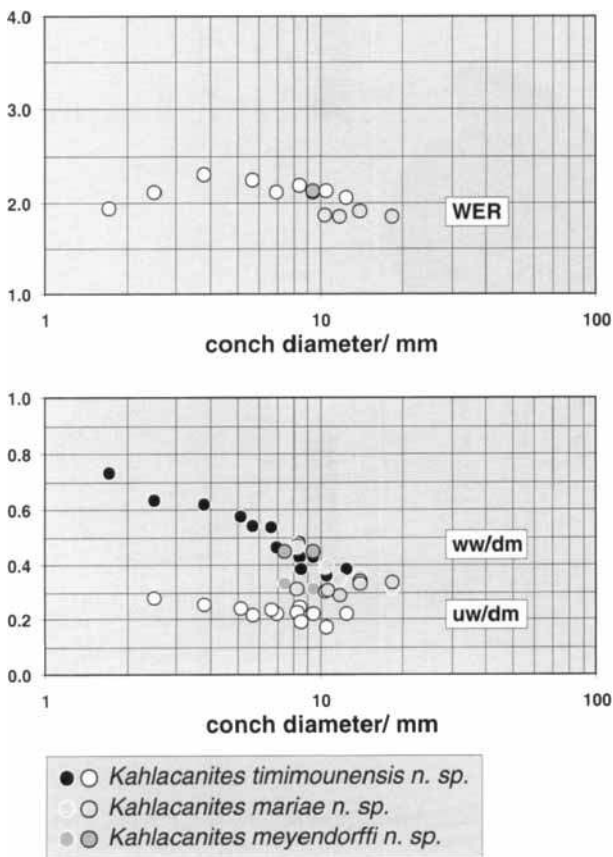 4.0
3.0
2.0
1.0
WER
1 10 100
conch diameter/ mm
1.0
0.8
0.6
0.4
0.2
0.0
ww/dm
uw/dm
1 10 100
conch diameter/ mm
Kahlacanites timimounensis n. sp.
Kahlacanites mariae n. sp.
Kahlacanites meyendorffi n. sp.